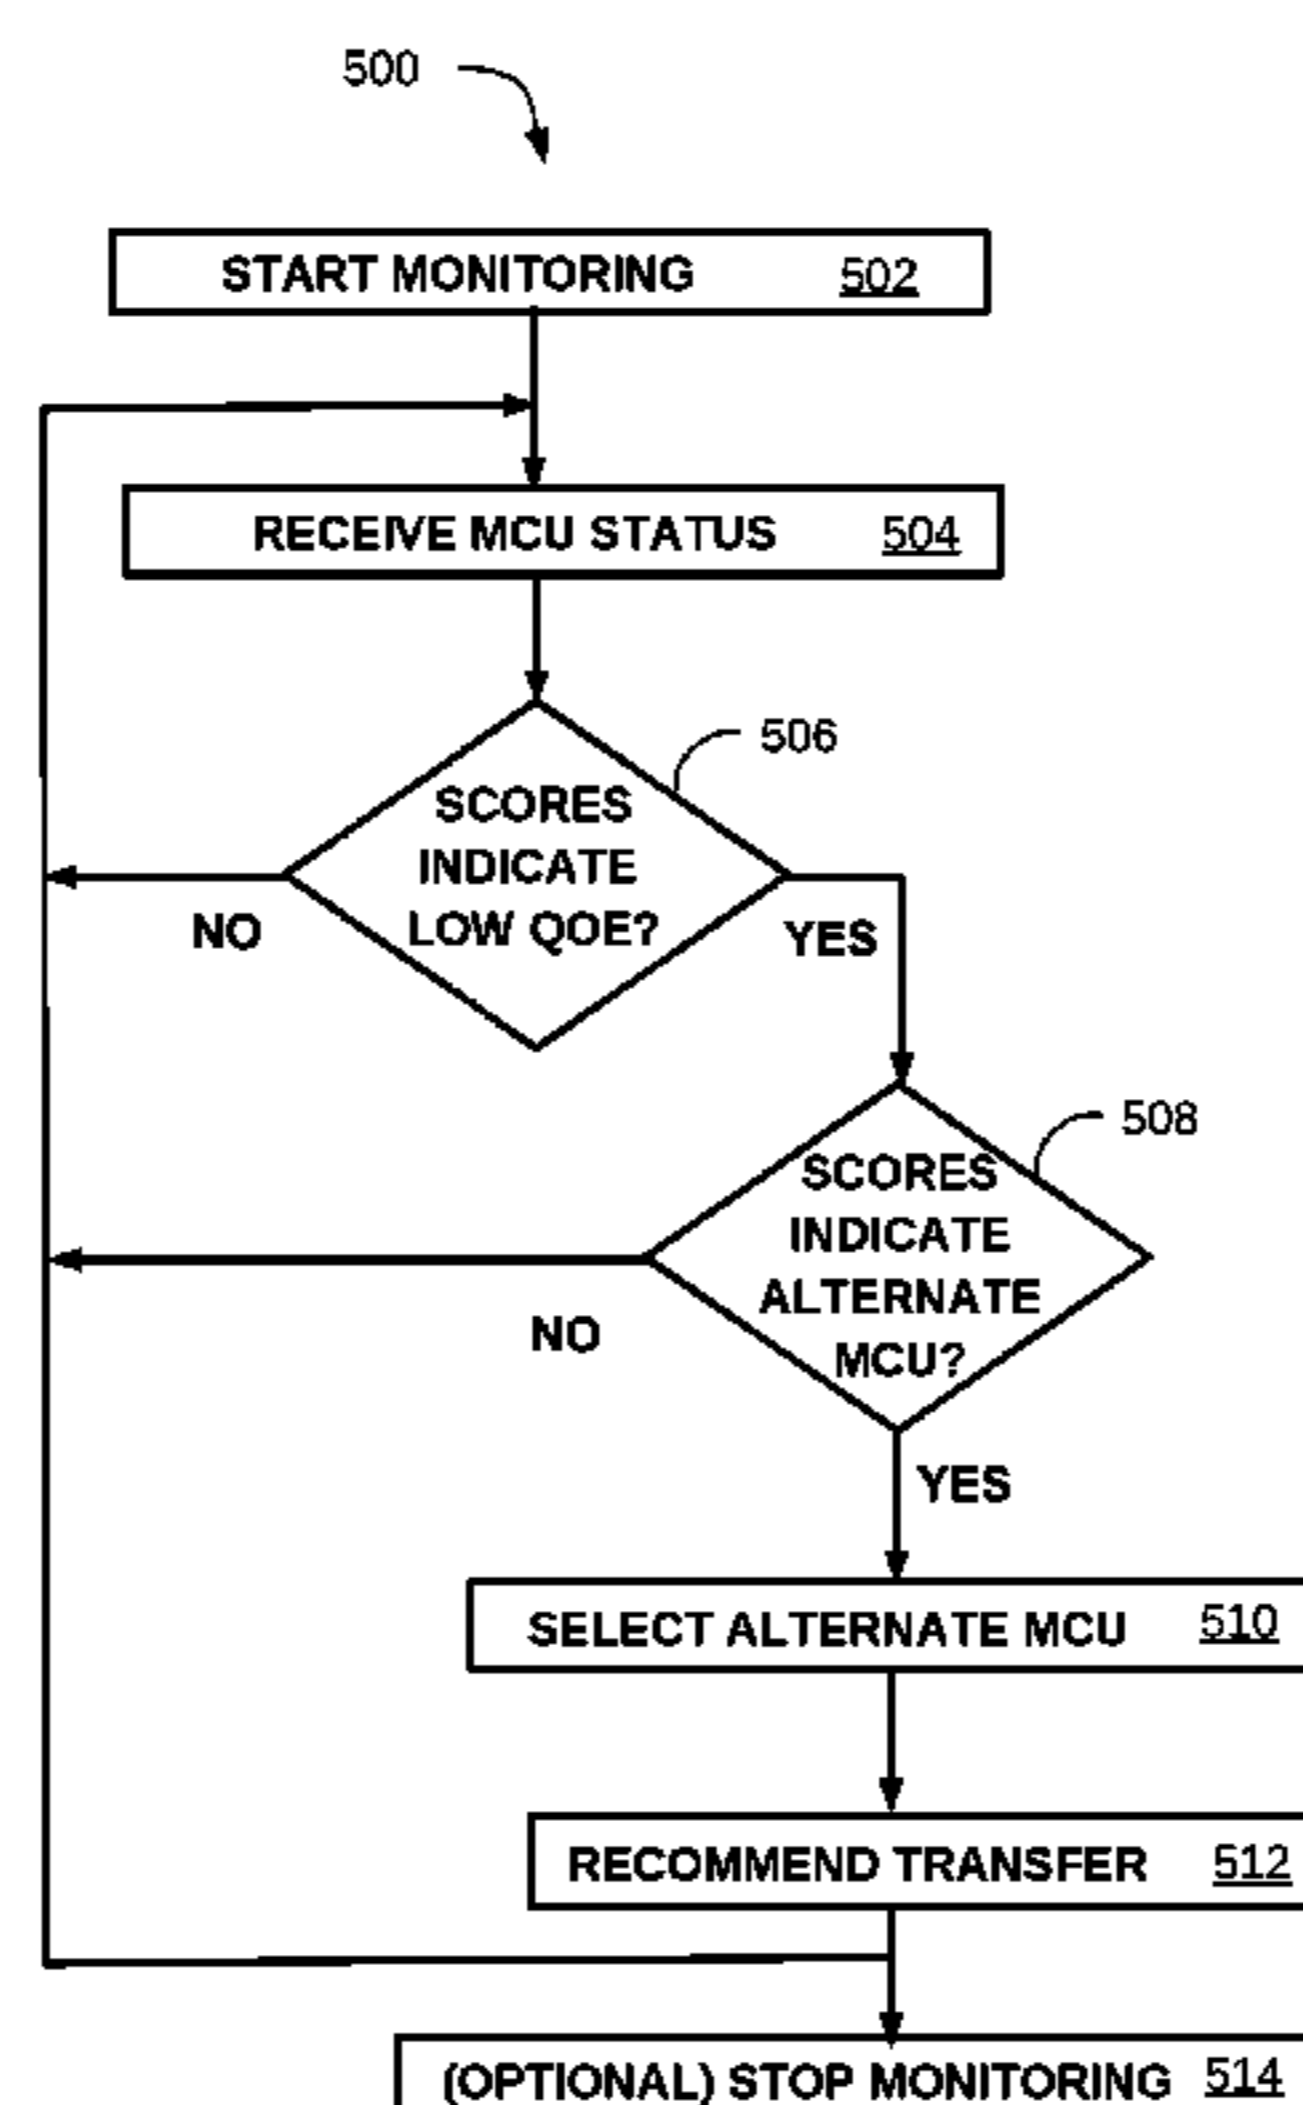 500
START MONITORING 502
RECEIVE MCU STATUS 504
506
SCORES
INDICATE
LOW QOE?
NO
YES
508
SCORES
INDICATE
ALTERNATE
MCU?
NO
YES
SELECT ALTERNATE MCU 510
RECOMMEND TRANSFER 512
(OPTIONAL) STOP MONITORING 514